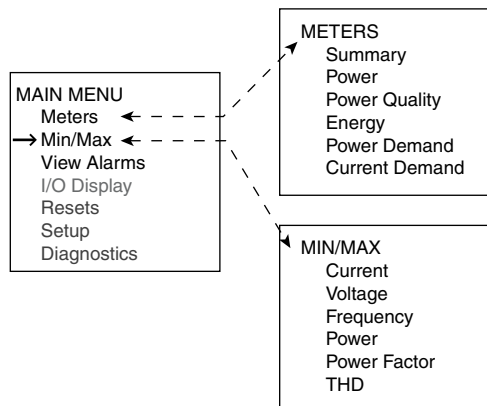 MAIN MENU
Meters
Min/Max
View Alarms
I/O Display
Resets
Setup
Diagnostics
METERS
Summary
Power
Power Quality
Energy
Power Demand
Current Demand
MIN/MAX
Current
Voltage
Frequency
Power
Power Factor
THD